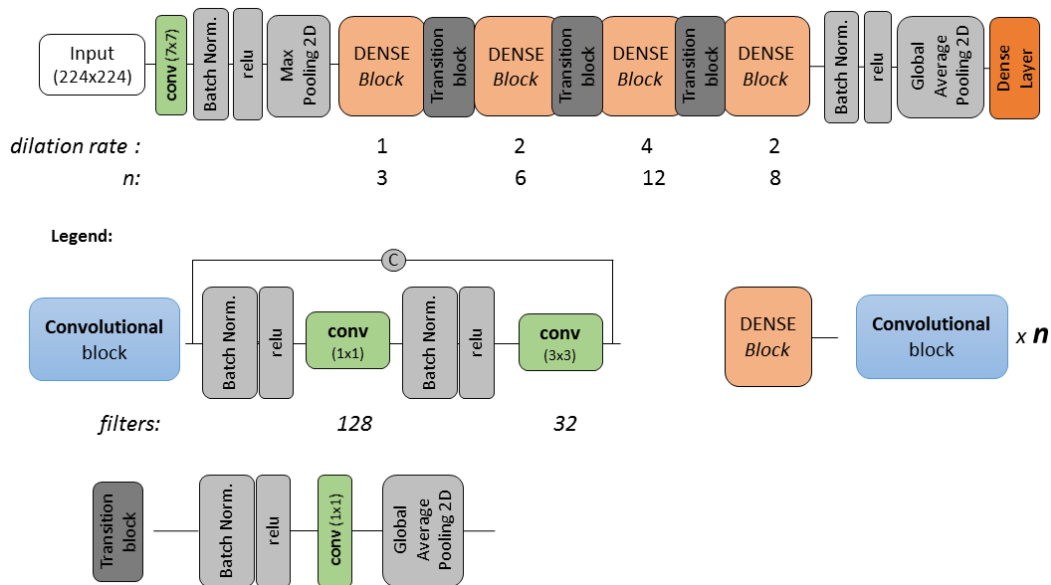 Input
(224x224)
conv (7x7)
Batch Norm.
relu
Max
Pooling 2D
DENSE
Block
Transition
block
DENSE
Block
Transition
block
DENSE
Block
Transition
block
DENSE
Block
Batch Norm.
relu
Global
Average
Pooling 2D
Dense
Layer
dilation rate : 1 2 4 2
n: 3 6 12 8
Legend:
C
Convolutional
block
Batch Norm.
relu
conv
(1x1)
Batch Norm.
relu
conv
(3x3)
DENSE
Block
Convolutional
block
x n
filters: 128 32
Transition
block
Batch Norm.
relu
conv (1x1)
Global
Average
Pooling 2D